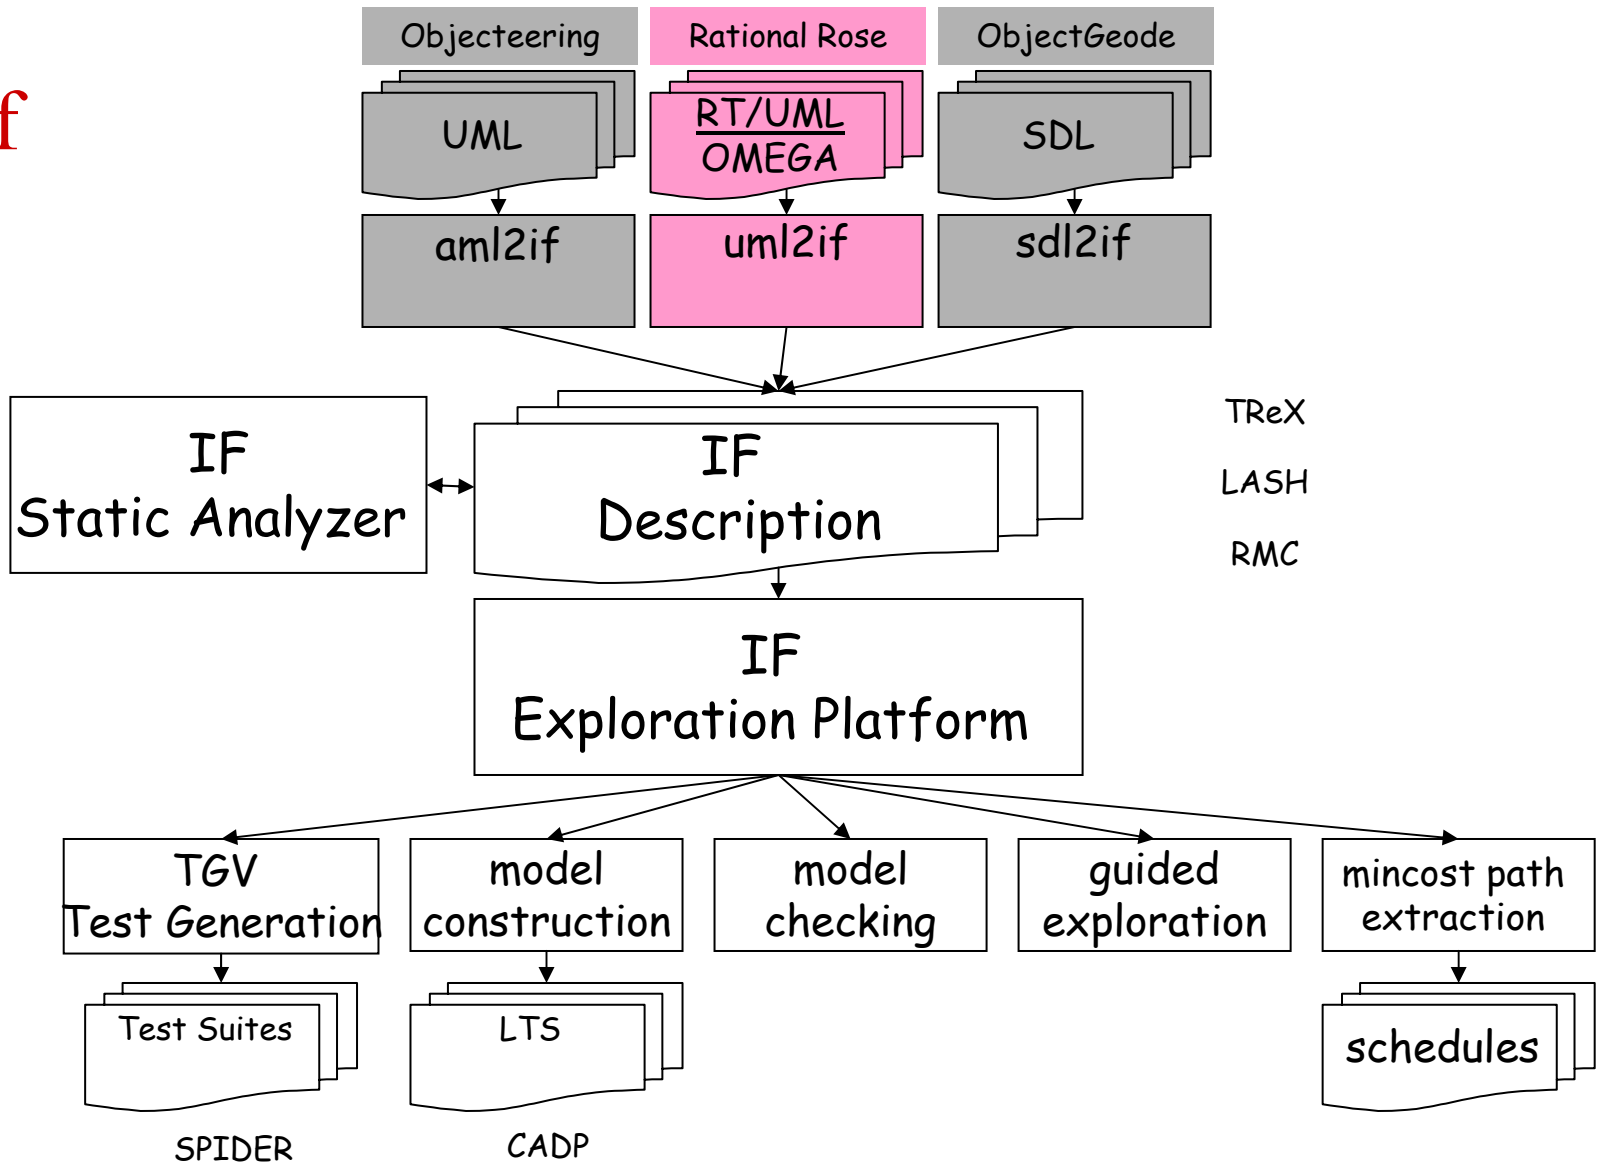 Objecteering
Rational Rose
ObjectGeode
f
UML
RT/UML
OMEGA
SDL
aml2if
uml2if
sdl2if
IF
Static Analyzer
IF
Description
TReX
LASH
RMC
IF
Exploration Platform
TGV
Test Generation
model
construction
model
checking
guided
exploration
mincost path
extraction
Test Suites
LTS
schedules
SPIDER
CADP